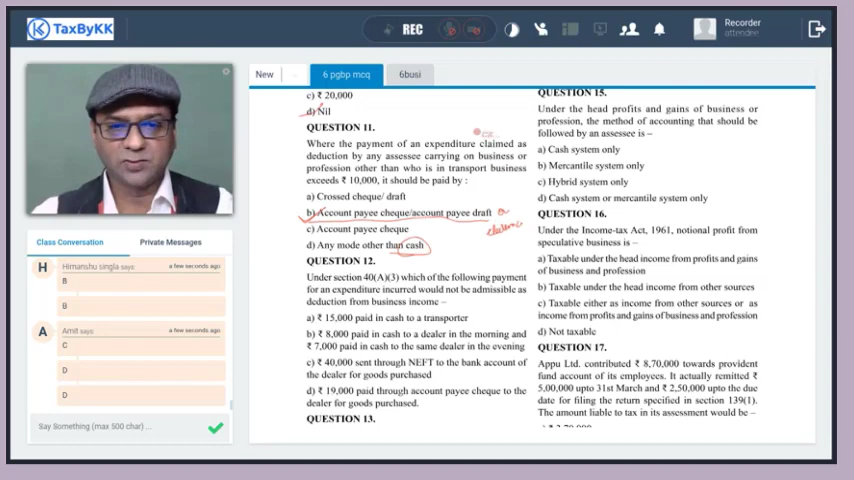 TaxByKK
REC
Recorder
attendee
New
6 pgbp mcq
6busi
c) ₹ 20,000
d) Nil
QUESTION 11.
Where the payment of an expenditure claimed as
deduction by any assessee carrying on business or
profession other than who is in transport business
exceeds ₹ 10,000, it should be paid by :
a) Crossed cheque/ draft
b) Account payee cheque/account payee draft or
c) Account payee cheque
d) Any mode other than cash
QUESTION 12.
Under section 40(A)(3) which of the following payment
for an expenditure incurred would not be admissible as
deduction from business income –
a) ₹ 15,000 paid in cash to a transporter
b) ₹ 8,000 paid in cash to a dealer in the morning and
₹ 7,000 paid in cash to the same dealer in the evening
c) ₹ 40,000 sent through NEFT to the bank account of
the dealer for goods purchased
d) ₹ 19,000 paid through account payee cheque to the
dealer for goods purchased.
QUESTION 13.
QUESTION 15.
Under the head profits and gains of business or
profession, the method of accounting that should be
followed by an assessee is –
a) Cash system only
b) Mercantile system only
c) Hybrid system only
d) Cash or mercantile system only
QUESTION 16.
Under the Income-tax Act, 1961, notional profit from
speculative business is –
a) Taxable under the head income from profits and gains
of business and profession
b) Taxable under the head income from other sources
c) Taxable either as income from other sources or as
income from profits and gains of business and profession
d) Not taxable
QUESTION 17.
Appu Ltd. contributed ₹ 8,70,000 towards provident
fund account of its employees. It actually remitted ₹
5,00,000 upto 31st March and ₹ 2,50,000 upto the due
date for filing the return specified in section 139(1).
The amount liable to tax in its assessment would be –
Class Conversation
Private Messages
H
Himanshu singla says:
a few seconds ago
B
B
A
Amit says:
a few seconds ago
C
D
D
Say Something (max 500 char) ...